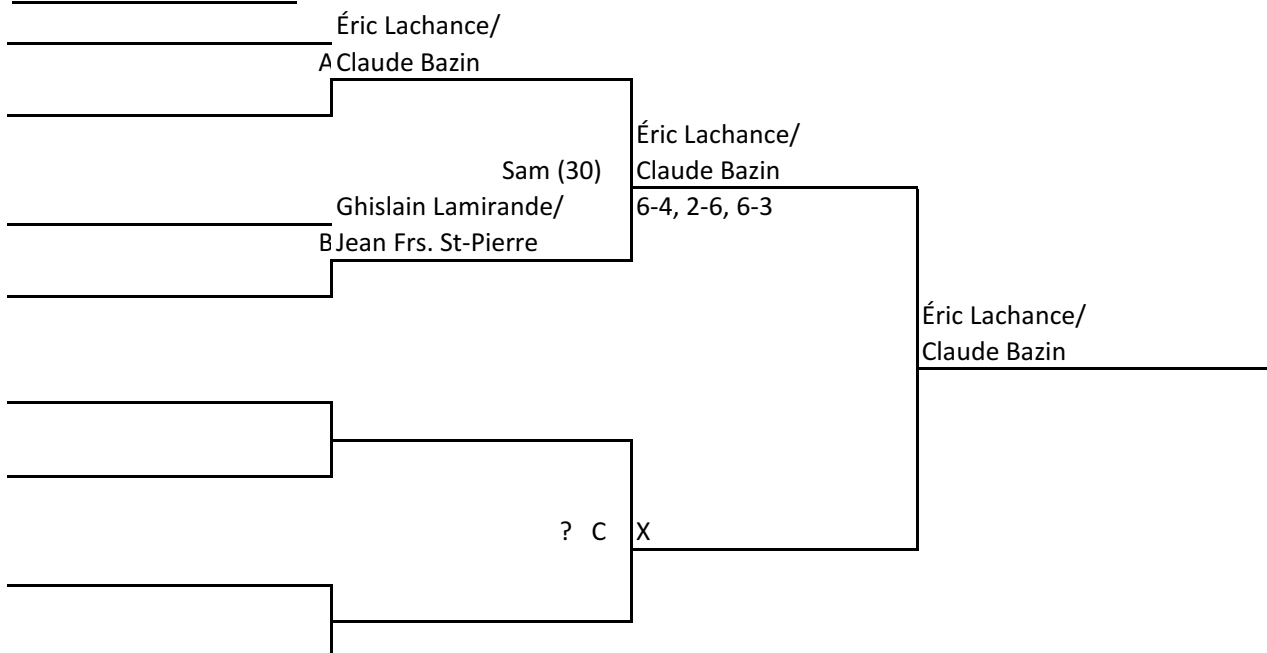 Éric Lachance/
A Claude Bazin
Éric Lachance/
Sam (30) Claude Bazin
Ghislain Lamirande/ 6-4, 2-6, 6-3
B Jean Frs. St-Pierre
Éric Lachance/
Claude Bazin
? C X